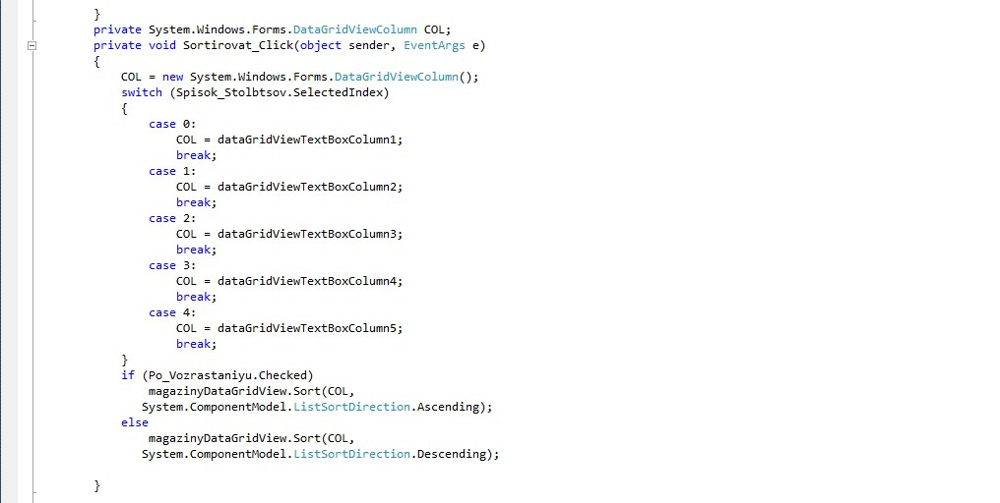 }
private System.Windows.Forms.DataGridViewColumn COL;
private void Sortirovat_Click(object sender, EventArgs e)
{
COL = new System.Windows.Forms.DataGridViewColumn();
switch (Spisok_Stolbtsov.SelectedIndex)
{
case 0:
COL = dataGridViewTextBoxColumn1;
break;
case 1:
COL = dataGridViewTextBoxColumn2;
break;
case 2:
COL = dataGridViewTextBoxColumn3;
break;
case 3:
COL = dataGridViewTextBoxColumn4;
break;
case 4:
COL = dataGridViewTextBoxColumn5;
break;
}
if (Po_Vozrastaniyu.Checked)
magazinyDataGridView.Sort(COL,
System.ComponentModel.ListSortDirection.Ascending);
else
magazinyDataGridView.Sort(COL,
System.ComponentModel.ListSortDirection.Descending);
}